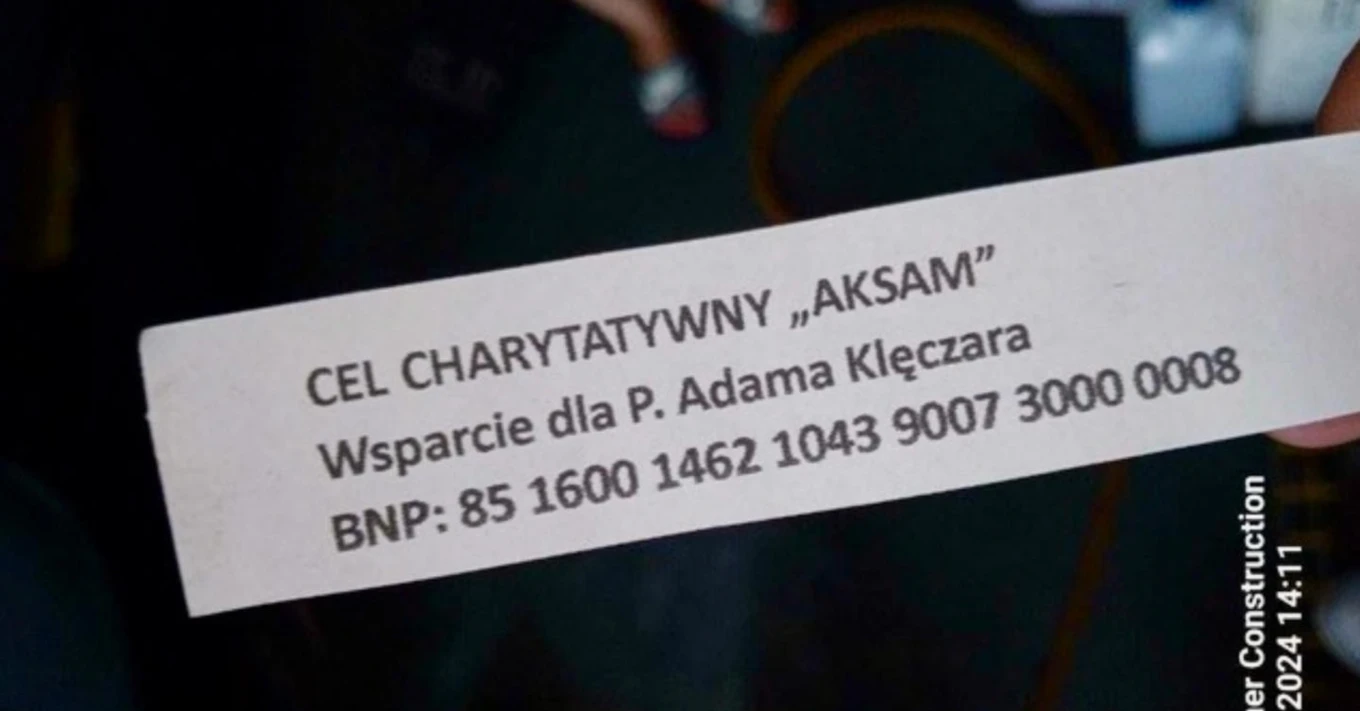 CEL CHARYTATYWNY „AKSAM”
Wsparcie dla P. Adama Klęczara
BNP: 85 1600 1462 1043 9007 3000 0008
Construction
2024 14:11